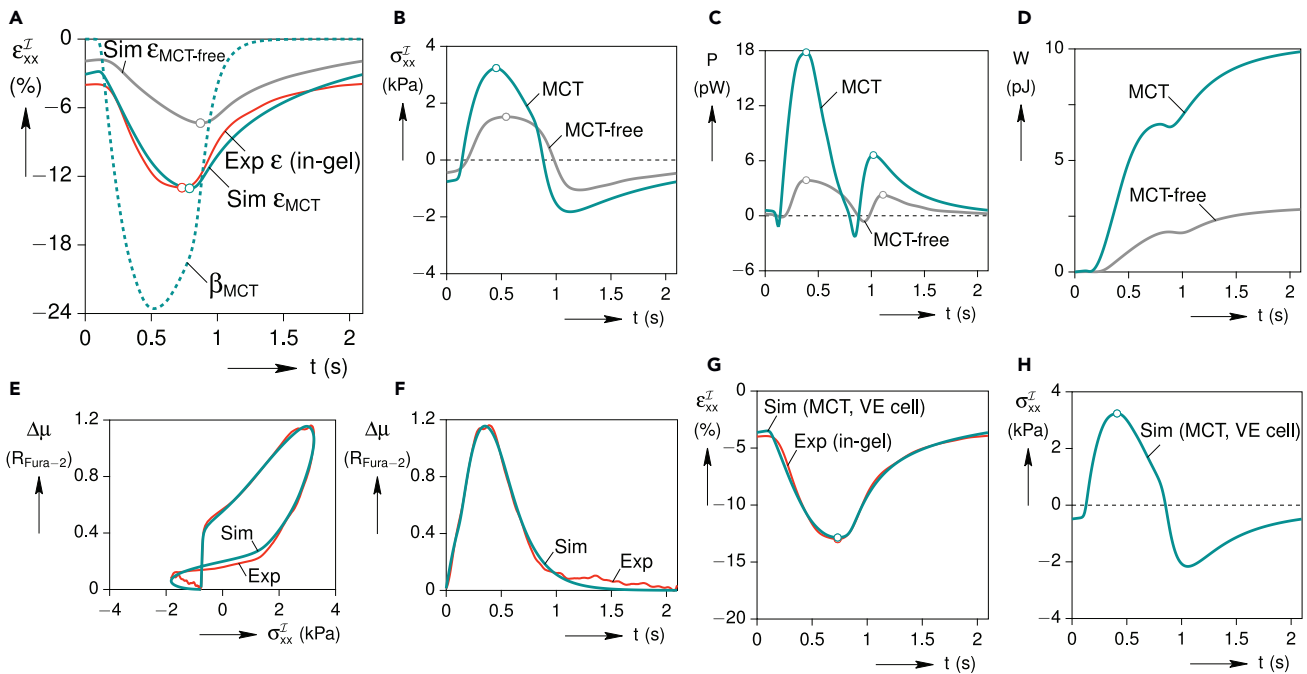 A
ε^ℐ_xx
(%)
0
−6
−12
−18
−24
Sim ε_MCT-free
Exp ε (in-gel)
Sim ε_MCT
β_MCT
0 0.5 1 1.5 2
t (s)
B
σ^ℐ_xx
(kPa)
4
2
0
−2
−4
MCT
MCT-free
0 0.5 1 1.5 2
t (s)
C
P
(pW)
18
12
6
0
−6
MCT
MCT-free
0 0.5 1 1.5 2
t (s)
D
W
(pJ)
10
5
0
MCT
MCT-free
0 0.5 1 1.5 2
t (s)
E
Δμ
(R_Fura−2)
1.2
0.8
0.4
0
Sim
Exp
−4 −2 0 2 4
σ^ℐ_xx (kPa)
F
Δμ
(R_Fura−2)
1.2
0.8
0.4
0
Sim
Exp
0 0.5 1 1.5 2
t (s)
G
ε^ℐ_xx
(%)
0
−5
−10
−15
−20
Sim (MCT, VE cell)
Exp (in-gel)
0 0.5 1 1.5 2
t (s)
H
σ^ℐ_xx
(kPa)
4
2
0
−2
−4
Sim (MCT, VE cell)
0 0.5 1 1.5 2
t (s)